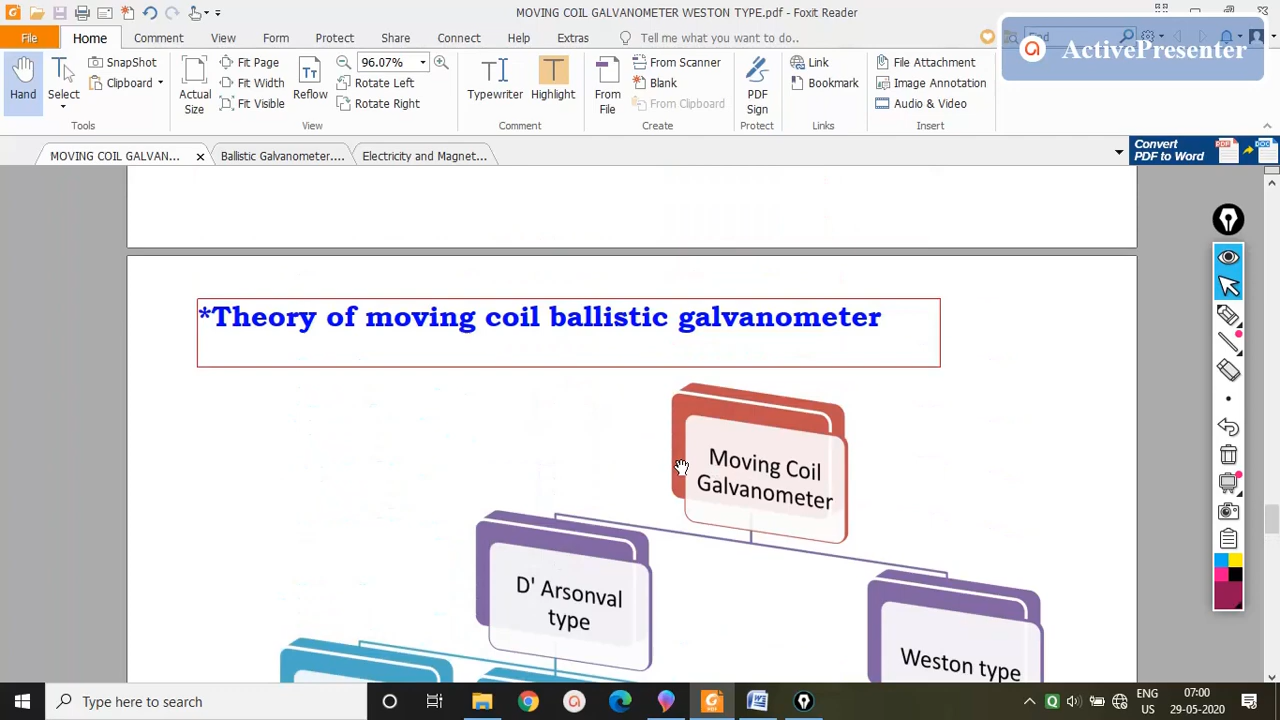 MOVING COIL GALVANOMETER WESTON TYPE.pdf - Foxit Reader
File Home Comment View Form Protect Share Connect Help Extras Tell me what you want to do..
ActivePresenter
Hand
Select
SnapShot
Clipboard
Tools
Actual Size
Fit Page
Fit Width
Fit Visible
Reflow
96.07%
Rotate Left
Rotate Right
View
Typewriter
Highlight
Comment
From File
From Scanner
Blank
From Clipboard
Create
PDF Sign
Protect
Link
Bookmark
Links
File Attachment
Image Annotation
Audio & Video
Insert
MOVING COIL GALVAN...
Ballistic Galvanometer....
Electricity and Magnet...
Convert
PDF to Word
*Theory of moving coil ballistic galvanometer
Moving Coil
Galvanometer
D' Arsonval
type
Weston type
Type here to search
ENG
US
07:00
29-05-2020